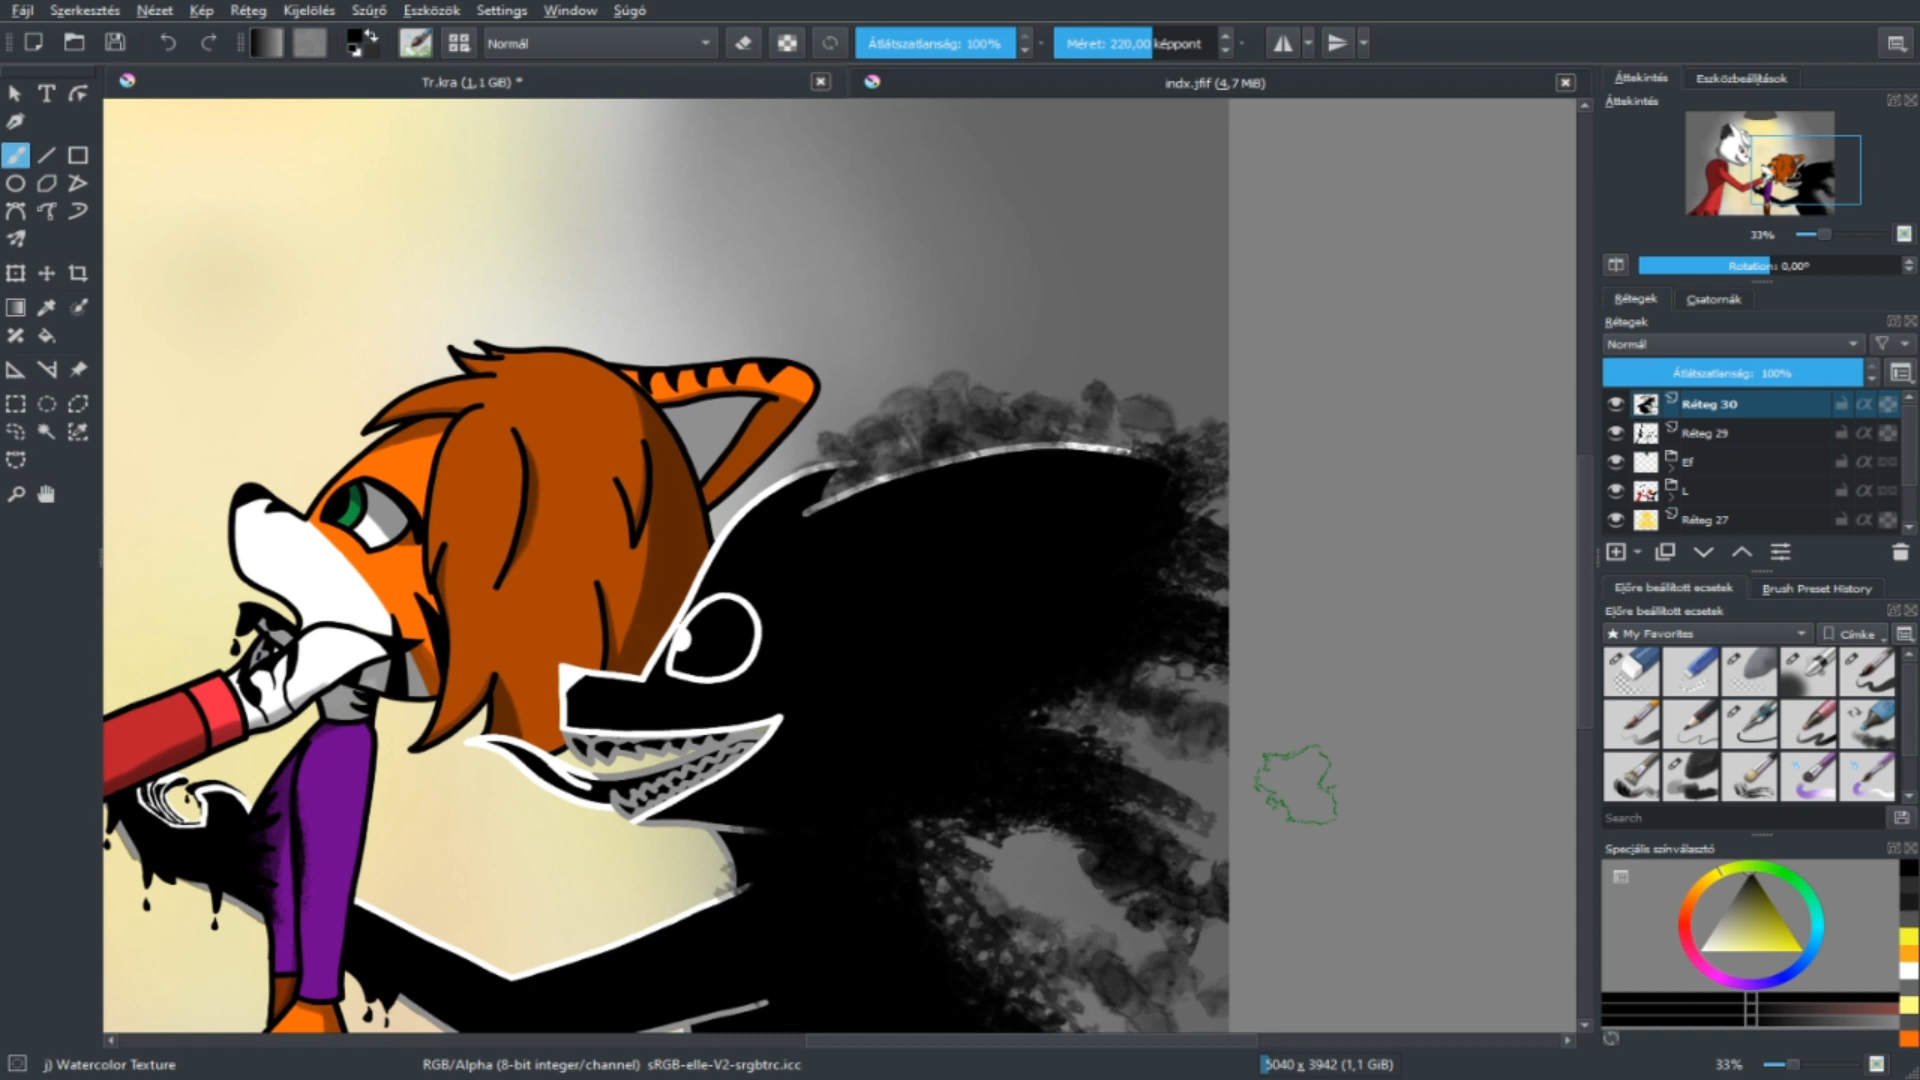 Fájl Szerkesztés Nézet Kép Réteg Kijelölés Szűrő Eszközök Settings Window Súgó
Normál Átlátszatlanság: 100% Méret: 220,00 képpont
Tr.kra (1,1 GiB) *
indx.jfif (4,7 MiB)
Áttekintés Eszközbeállítások
Áttekintés
33%
Rotation: 0,00°
Rétegek Csatornák
Rétegek
Normál
Átlátszatlanság: 100%
Réteg 30
Réteg 29
Ef
L
Réteg 27
Előre beállított ecsetek Brush Preset History
Előre beállított ecsetek
★ My Favorites Címke
Search
Speciális színválasztó
j) Watercolor Texture RGB/Alpha (8-bit integer/channel) sRGB-elle-V2-srgbtrc.icc 5040 x 3942 (1,1 GiB) 33%